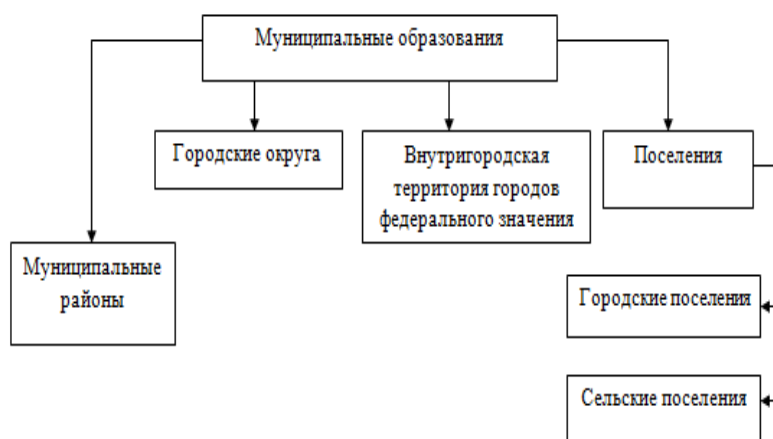 Муниципальные образования
Городские округа
Внутригородская
территория городов
федерального значения
Поселения
Муниципальные
районы
Городские поселения
Сельские поселения